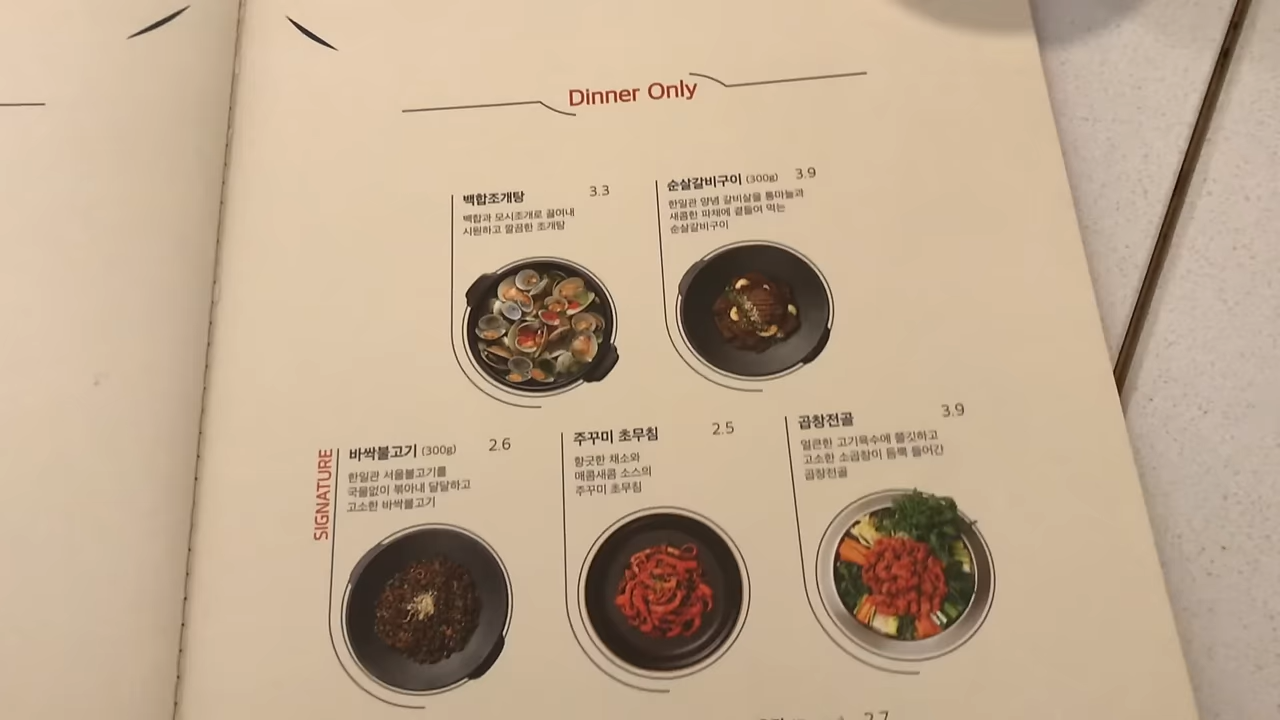 Dinner Only
백합조개탕 3.3
백합과 모시조개로 끓여내
시원하고 깔끔한 조개탕
순살갈비구이 (300g) 3.9
한일관 양념 갈비살을 통마늘과
새콤한 파채에 곁들여 먹는
순살갈비구이
SIGNATURE
바싹불고기 (300g) 2.6
한일관 서울불고기를
국물없이 볶아내 달달하고
고소한 바싹불고기
주꾸미 초무침 2.5
향긋한 채소와
매콤새콤 소스의
주꾸미 초무침
곱창전골 3.9
얼큰한 고기육수에 쫄깃하고
고소한 소곱창이 듬뿍 들어간
곱창전골